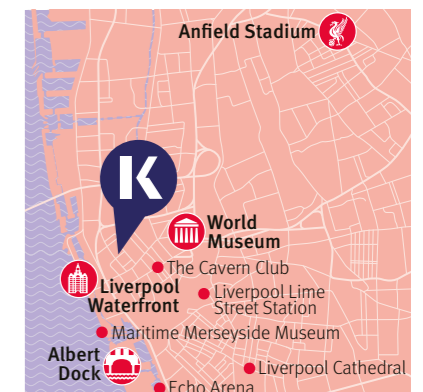 Anfield Stadium
K
World
Museum
The Cavern Club
Liverpool
Waterfront
Liverpool Lime
Street Station
Maritime Merseyside Museum
Albert
Dock
Liverpool Cathedral
Echo Arena